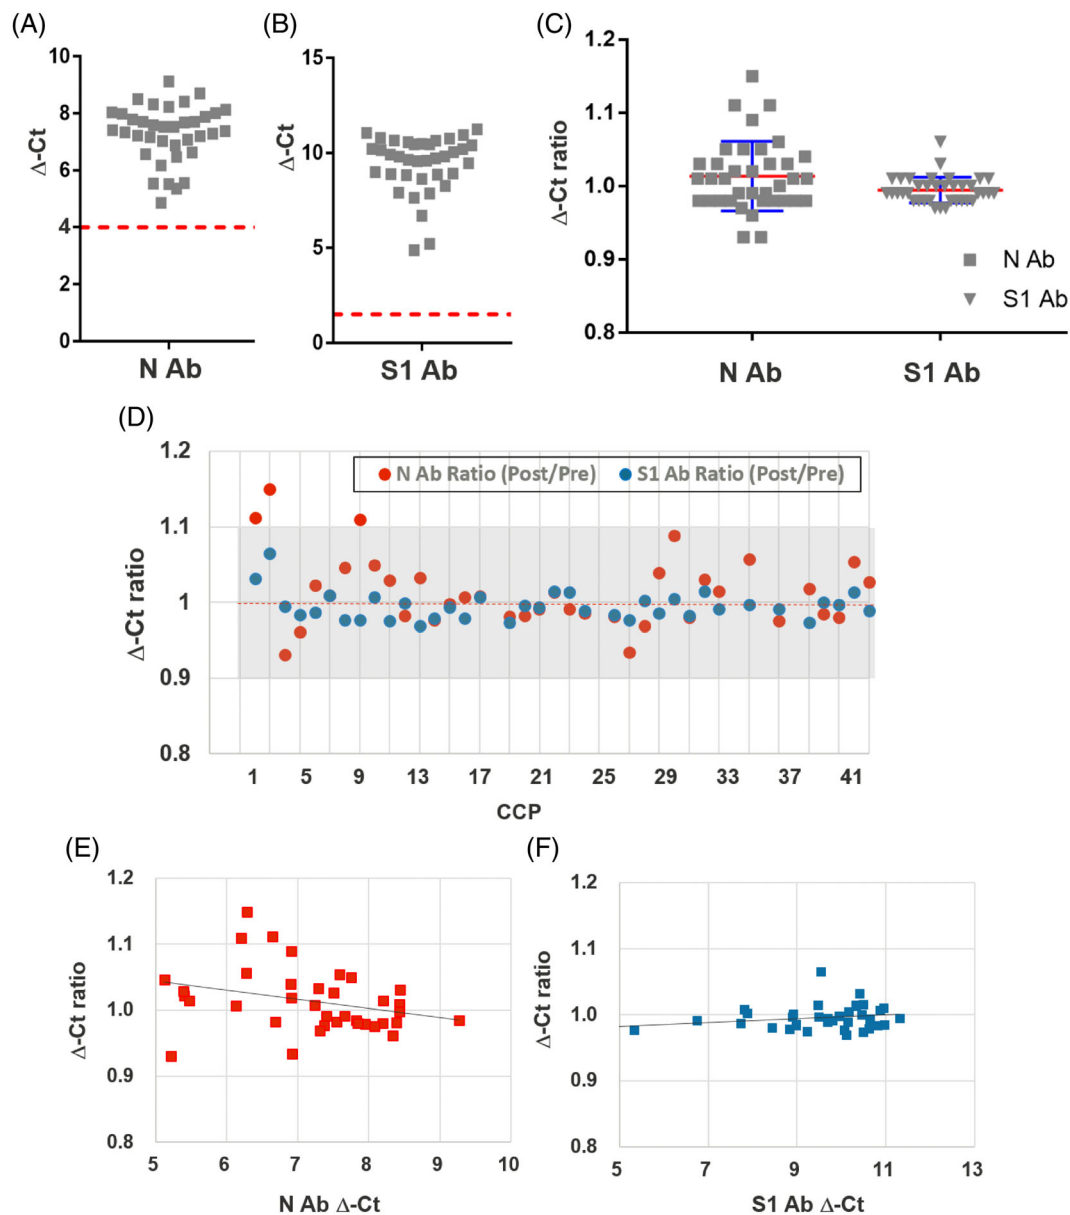 (A)
Δ-Ct
10
8
6
4
2
0
N Ab
(B)
Δ-Ct
15
10
5
0
S1 Ab
(C)
Δ-Ct ratio
1.2
1.1
1.0
0.9
0.8
N Ab
S1 Ab
N Ab
S1 Ab
(D)
Δ-Ct ratio
1.2
1.1
1
0.9
0.8
N Ab Ratio (Post/Pre) S1 Ab Ratio (Post/Pre)
1 5 9 13 17 21 25 29 33 37 41
CCP
(E)
Δ-Ct ratio
1.2
1.1
1.0
0.9
0.8
5 6 7 8 9 10
N Ab Δ-Ct
(F)
Δ-Ct ratio
1.2
1.1
1.0
0.9
0.8
5 7 9 11 13
S1 Ab Δ-Ct